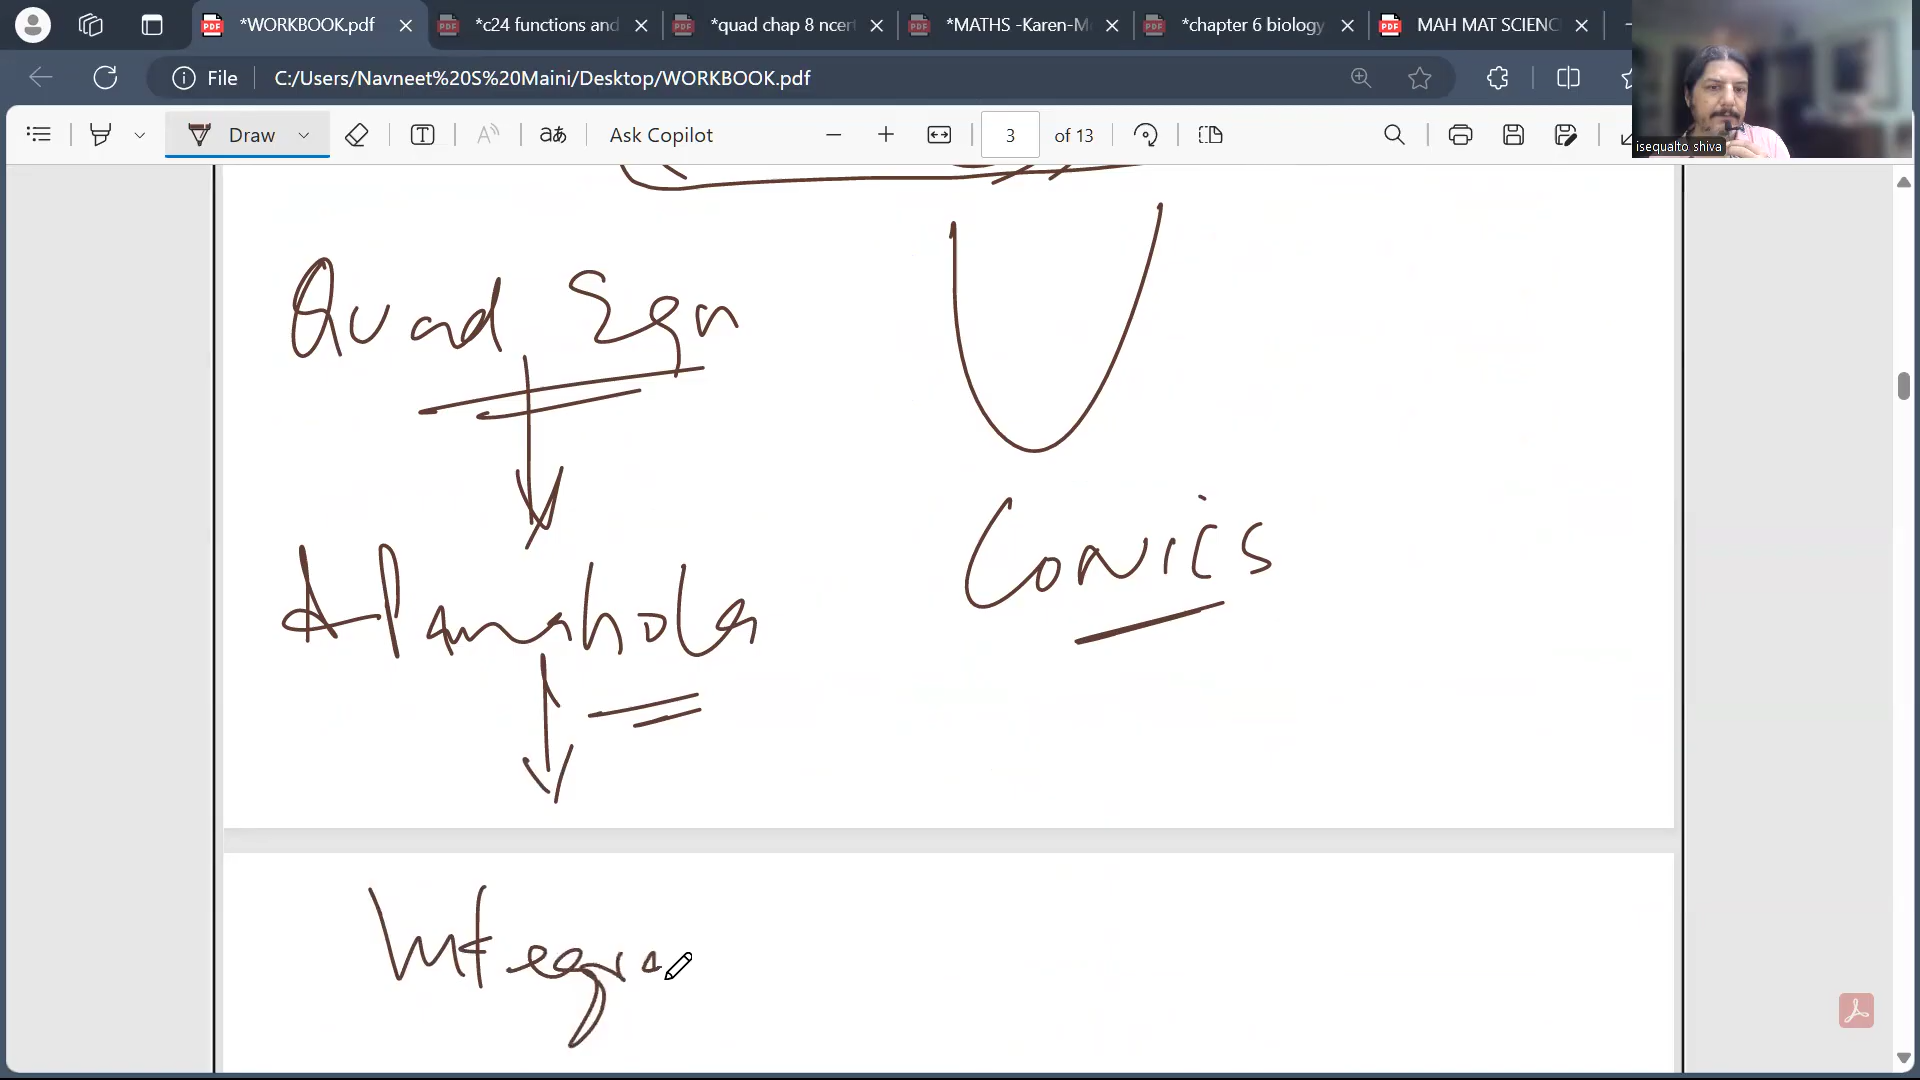 *WORKBOOK.pdf
*c24 functions and
*quad chap 8 ncer
*MATHS -Karen-M
*chapter 6 biology
MAH MAT SCIENC
File C:/Users/Navneet%20S%20Maini/Desktop/WORKBOOK.pdf
Draw
Ask Copilot
3 of 13
isequalto shiva
Quad Eqn
Conics
Parabola
Integra